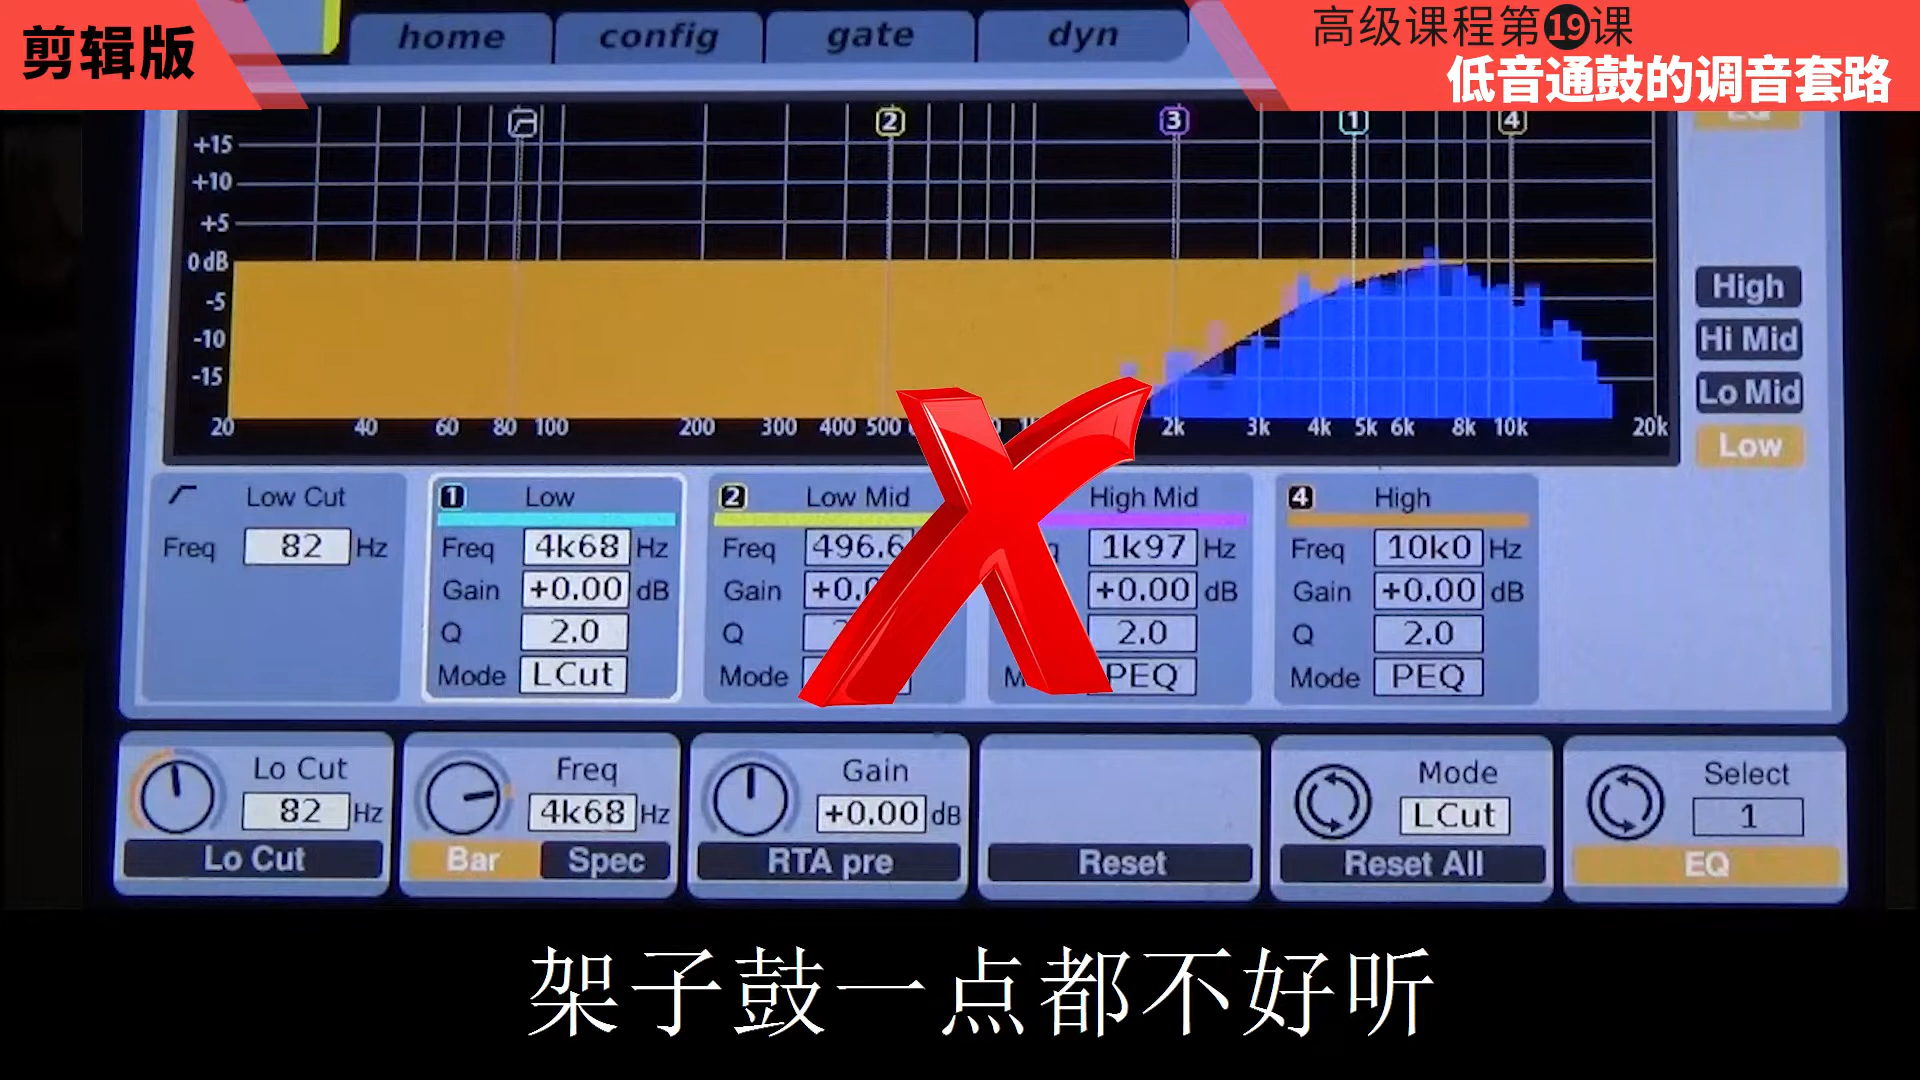 剪辑版
高级课程第19课
低音通鼓的调音套路
home config gate dyn
2 3 1 4
+15
+10
+5
0 dB
-5
-10
-15
20 40 60 80 100 200 300 400 500 2k 3k 4k 5k 6k 8k 10k 20k
EQ
High
Hi Mid
Lo Mid
Low
Low Cut
Freq 82 Hz
1 Low
Freq 4k68 Hz
Gain +0.00 dB
Q 2.0
Mode LCut
2 Low Mid
Freq 496.6
Gain
Q
Mode
High Mid
1k97 Hz
+0.00 dB
2.0
PEQ
4 High
Freq 10k0 Hz
Gain +0.00 dB
Q 2.0
Mode PEQ
Lo Cut
82 Hz
Lo Cut
Freq
4k68 Hz
Bar Spec
Gain
+0.00 dB
RTA pre
Reset
Mode
LCut
Reset All
Select
1
EQ
架子鼓一点都不好听